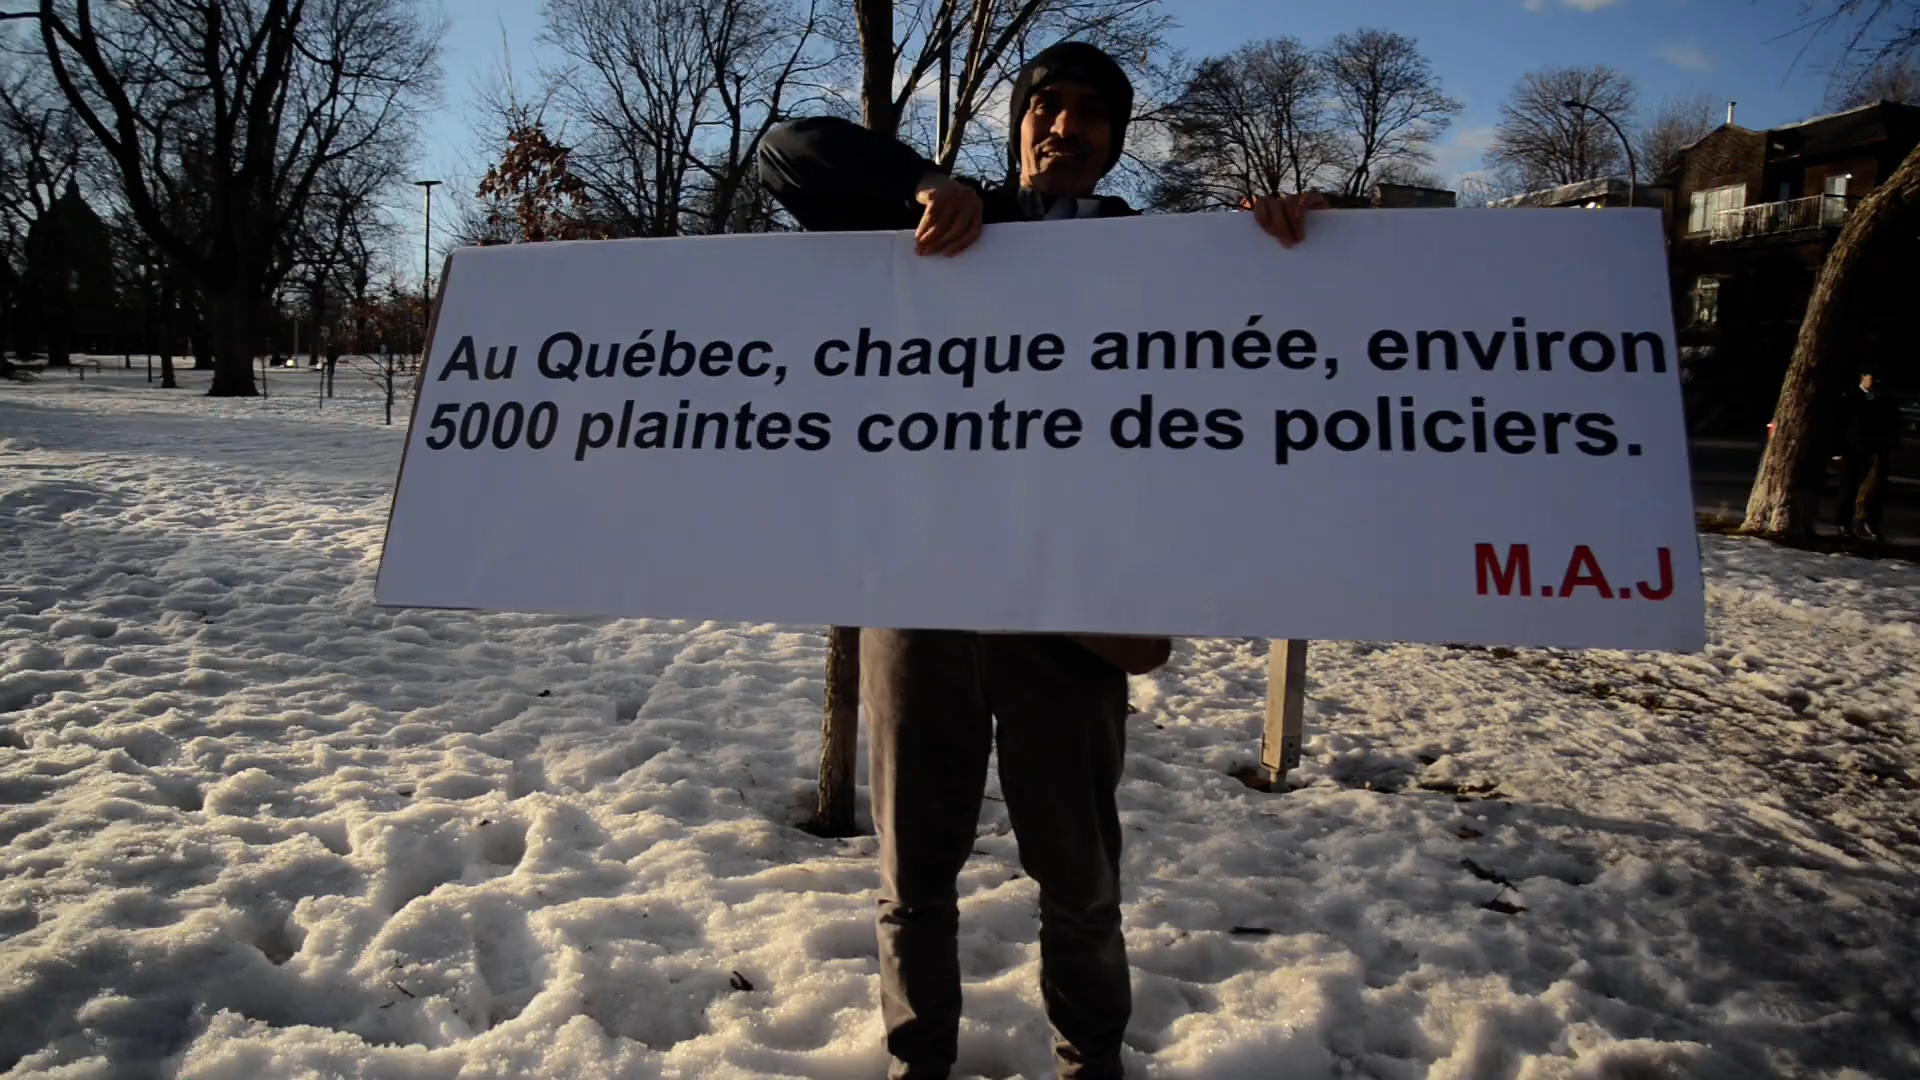 Au Québec, chaque année, environ
5000 plaintes contre des policiers.
M.A.J